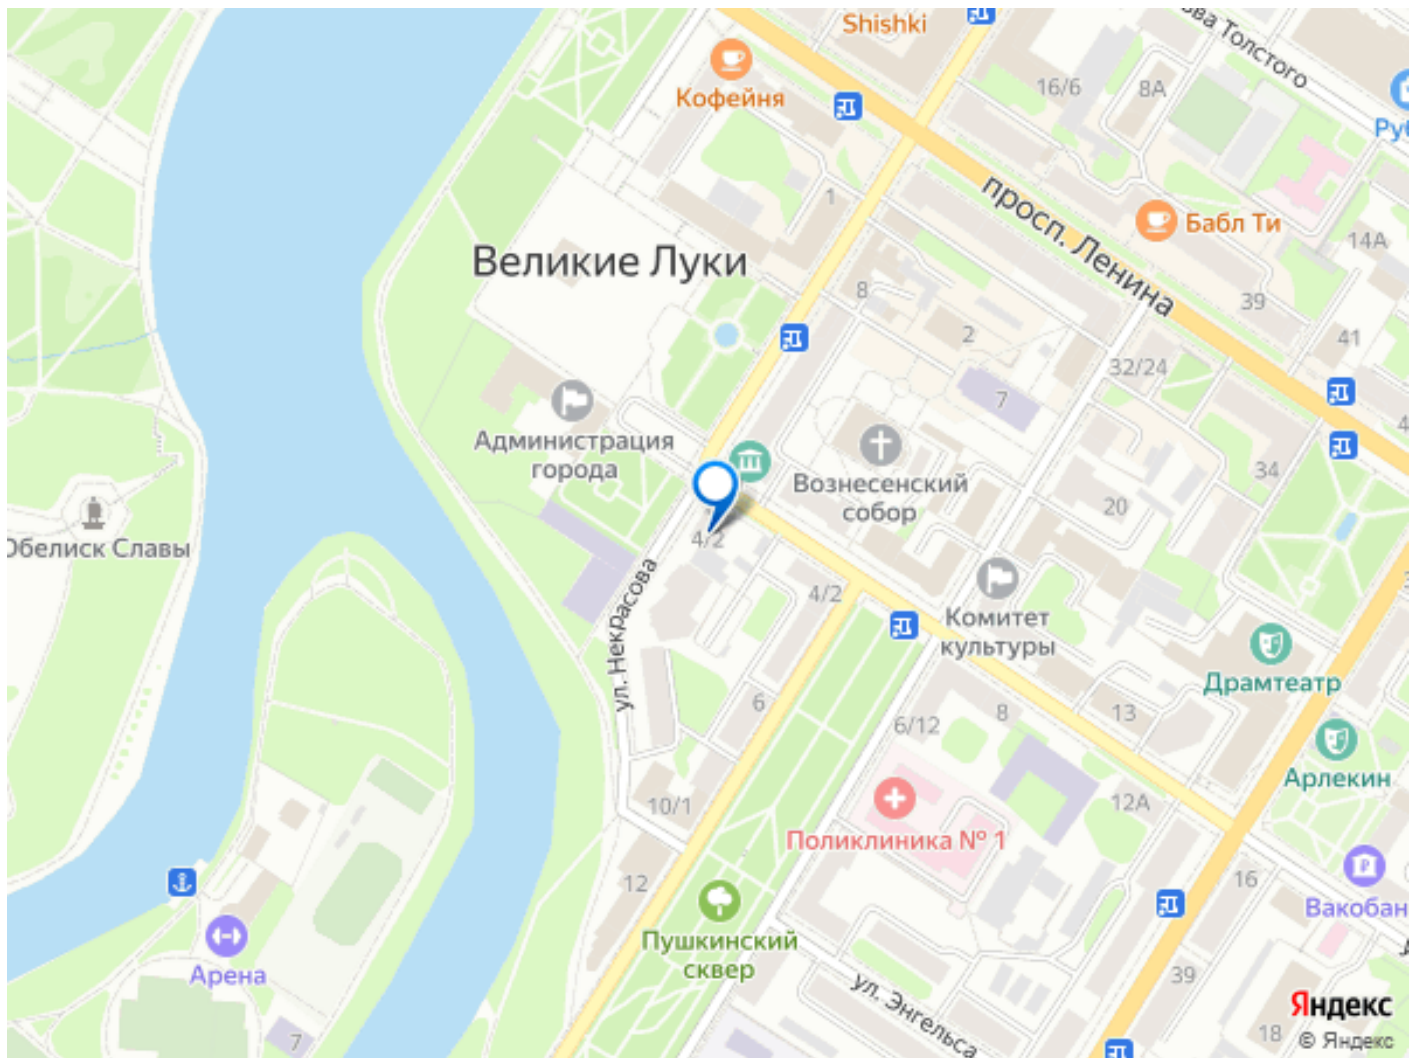 Shishki
ова Толстого
Кофейня
16/6
8А
Руб
1
просп. Ленина
Бабл Ти
14А
Великие Луки
8
2
39
41
32/24
7
Администрация
города
Вознесенский
собор
34
20
Обелиск Славы
4/2
ул. Некрасова
4/2
Комитет
культуры
Драмтеатр
6
6/12
8
13
Арлекин
10/1
12А
Поликлиника № 1
12
16
Вакобан
Пушкинский
сквер
Арена
39
ул. Энгельса
7
18
Яндекс
© Яндекс